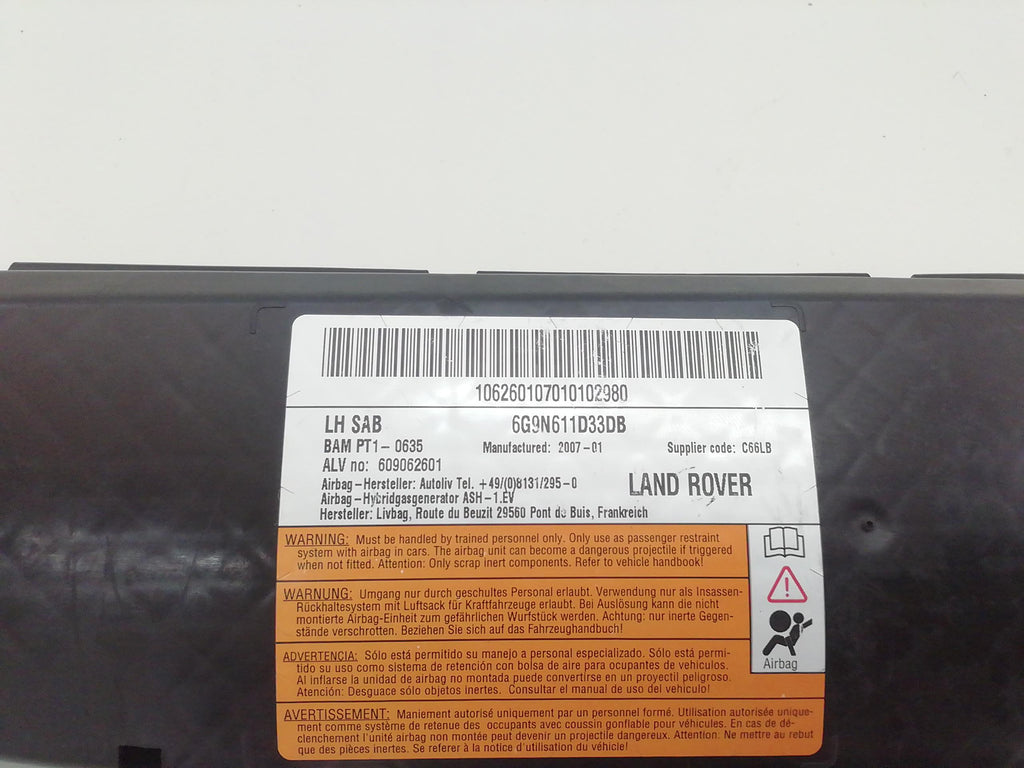 106260107010102980
LH SAB 6G9N611D33DB
BAM PT1-0635 Manufactured: 2007-01 Supplier code: C66LB
ALV no: 609062601
Airbag-Hersteller: Autoliv Tel. +49/(0)8131/295-0
Airbag-Hybridgasgenerator ASH-1.EV
LAND ROVER
Hersteller: Livbag, Route du Beuzit 29560 Pont de Buis, Frankreich
WARNING: Must be handled by trained personnel only. Only use as passenger restraint
system with airbag in cars. The airbag unit can become a dangerous projectile if triggered
when not fitted. Attention: Only scrap inert components. Refer to vehicle handbook!
WARNUNG: Umgang nur durch geschultes Personal erlaubt. Verwendung nur als Insassen-
Rückhaltesystem mit Luftsack für Kraftfahrzeuge erlaubt. Bei Auslösung kann die nicht
montierte Airbag-Einheit zum gefährlichen Wurfstück werden. Achtung: nur inerte Gegen-
stände verschrotten. Beziehen Sie sich auf das Fahrzeughandbuch!
Airbag
ADVERTENCIA: Sólo está permitido su manejo a personal especializado. Sólo está permi-
tido su uso como sistema de retención con bolsa de aire para ocupantes de vehículos.
Al inflarse la unidad de airbag no montada puede convertirse en un proyectil peligroso.
Atención: Desguace sólo objetos inertes. Consultar el manual de uso del vehículo!
AVERTISSEMENT: Maniement autorisé uniquement par un personnel formé. Utilisation autorisée unique-
ment comme système de retenue des occupants avec coussin gonflable pour véhicules. En cas de dé-
clenchement l'unité airbag non montée peut devenir un projectile dangereux. Attention: Ne mettre au rebut
que des pièces inertes. Se referer à la notice d'utilisation du véhicle!